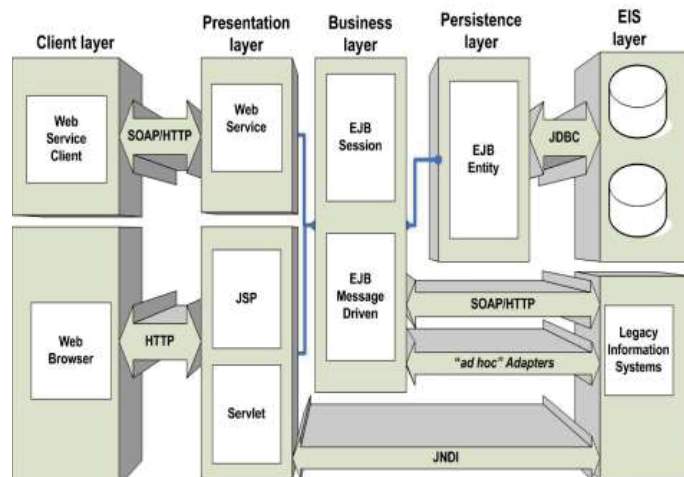 Client layer
Presentation
layer
Business
layer
Persistence
layer
EIS
layer
Web
Service
Client
SOAP/HTTP
Web
Service
EJB
Session
EJB
Entity
JDBC
Web
Browser
HTTP
JSP
Servlet
EJB
Message
Driven
SOAP/HTTP
"ad hoc" Adapters
Legacy
Information
Systems
JNDI